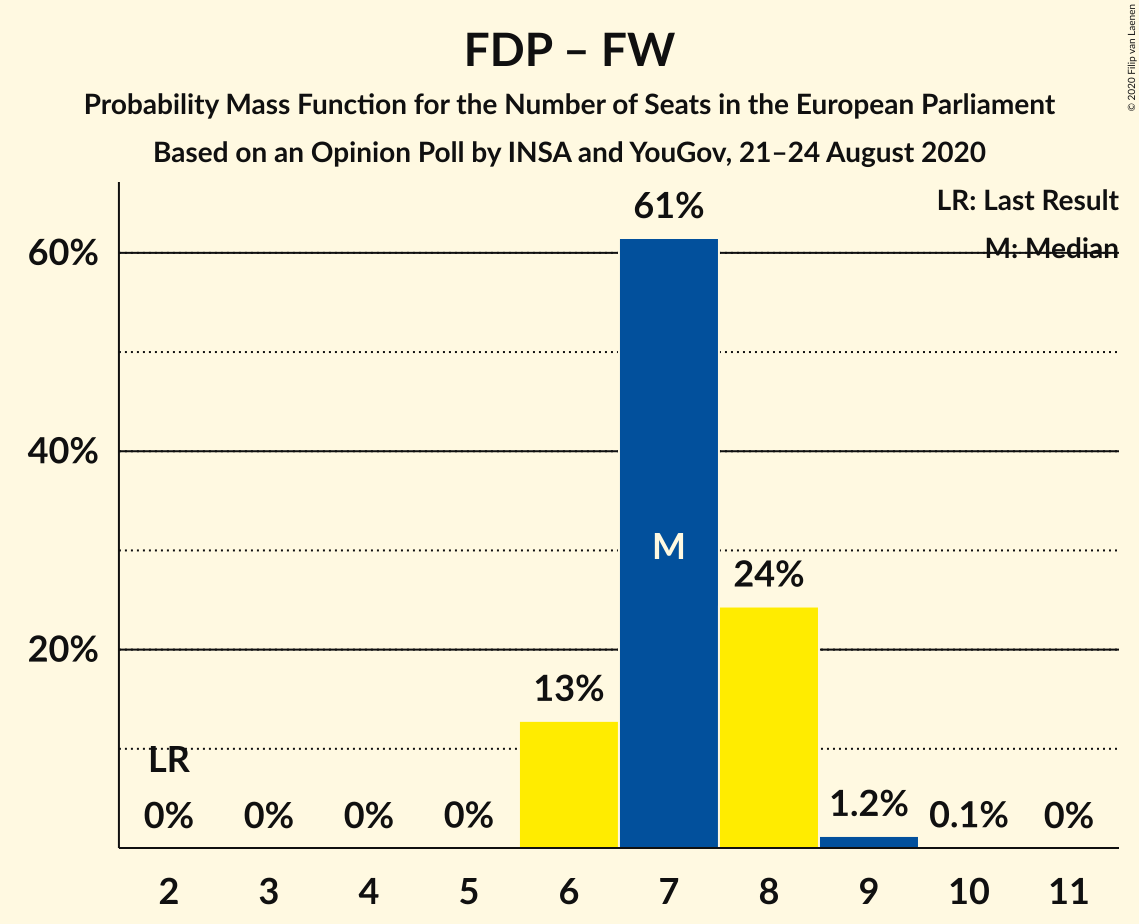 FDP – FW
Probability Mass Function for the Number of Seats in the European Parliament
Based on an Opinion Poll by INSA and YouGov, 21–24 August 2020
© 2020 Filip van Laenen
LR: Last Result
M: Median
60%
40%
20%
61%
M
24%
13%
LR
0%
0%
0%
0%
1.2%
0.1%
0%
2
3
4
5
6
7
8
9
10
11